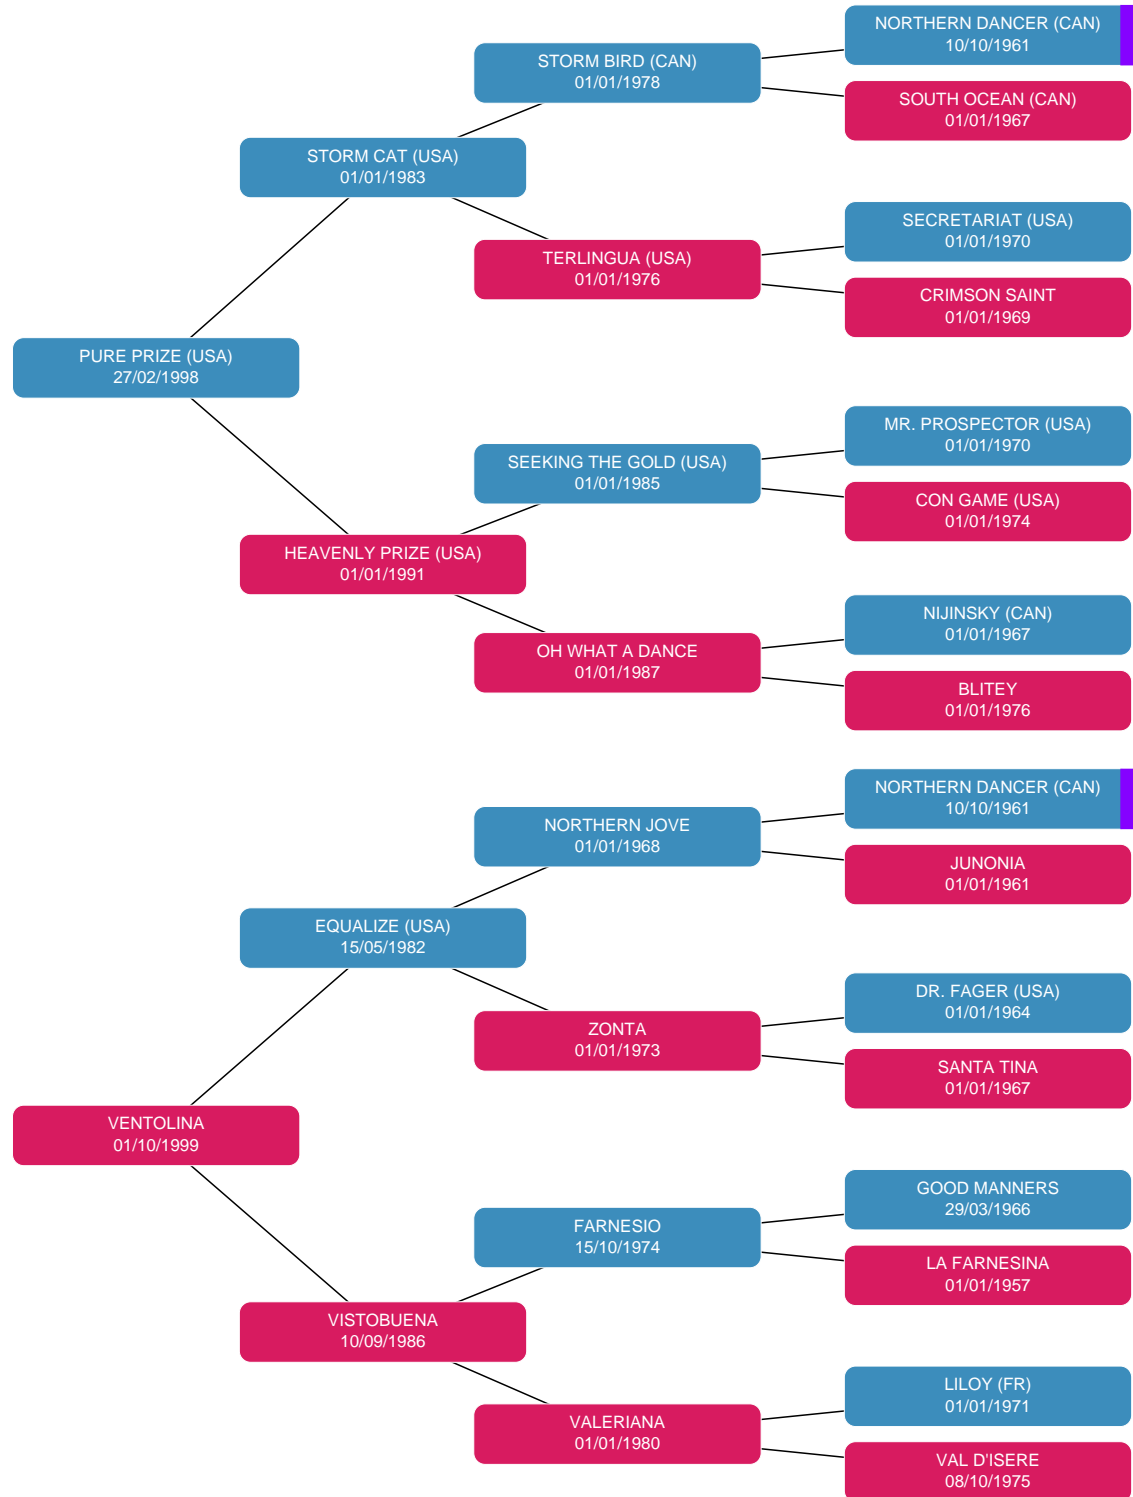 NORTHERN DANCER (CAN)
10/10/1961
STORM BIRD (CAN)
01/01/1978
SOUTH OCEAN (CAN)
01/01/1967
STORM CAT (USA)
01/01/1983
SECRETARIAT (USA)
01/01/1970
TERLINGUA (USA)
01/01/1976
CRIMSON SAINT
01/01/1969
PURE PRIZE (USA)
27/02/1998
MR. PROSPECTOR (USA)
01/01/1970
SEEKING THE GOLD (USA)
01/01/1985
CON GAME (USA)
01/01/1974
HEAVENLY PRIZE (USA)
01/01/1991
NIJINSKY (CAN)
01/01/1967
OH WHAT A DANCE
01/01/1987
BLITEY
01/01/1976
NORTHERN DANCER (CAN)
10/10/1961
NORTHERN JOVE
01/01/1968
JUNONIA
01/01/1961
EQUALIZE (USA)
15/05/1982
DR. FAGER (USA)
01/01/1964
ZONTA
01/01/1973
SANTA TINA
01/01/1967
VENTOLINA
01/10/1999
GOOD MANNERS
29/03/1966
FARNESIO
15/10/1974
LA FARNESINA
01/01/1957
VISTOBUENA
10/09/1986
LILOY (FR)
01/01/1971
VALERIANA
01/01/1980
VAL D'ISERE
08/10/1975